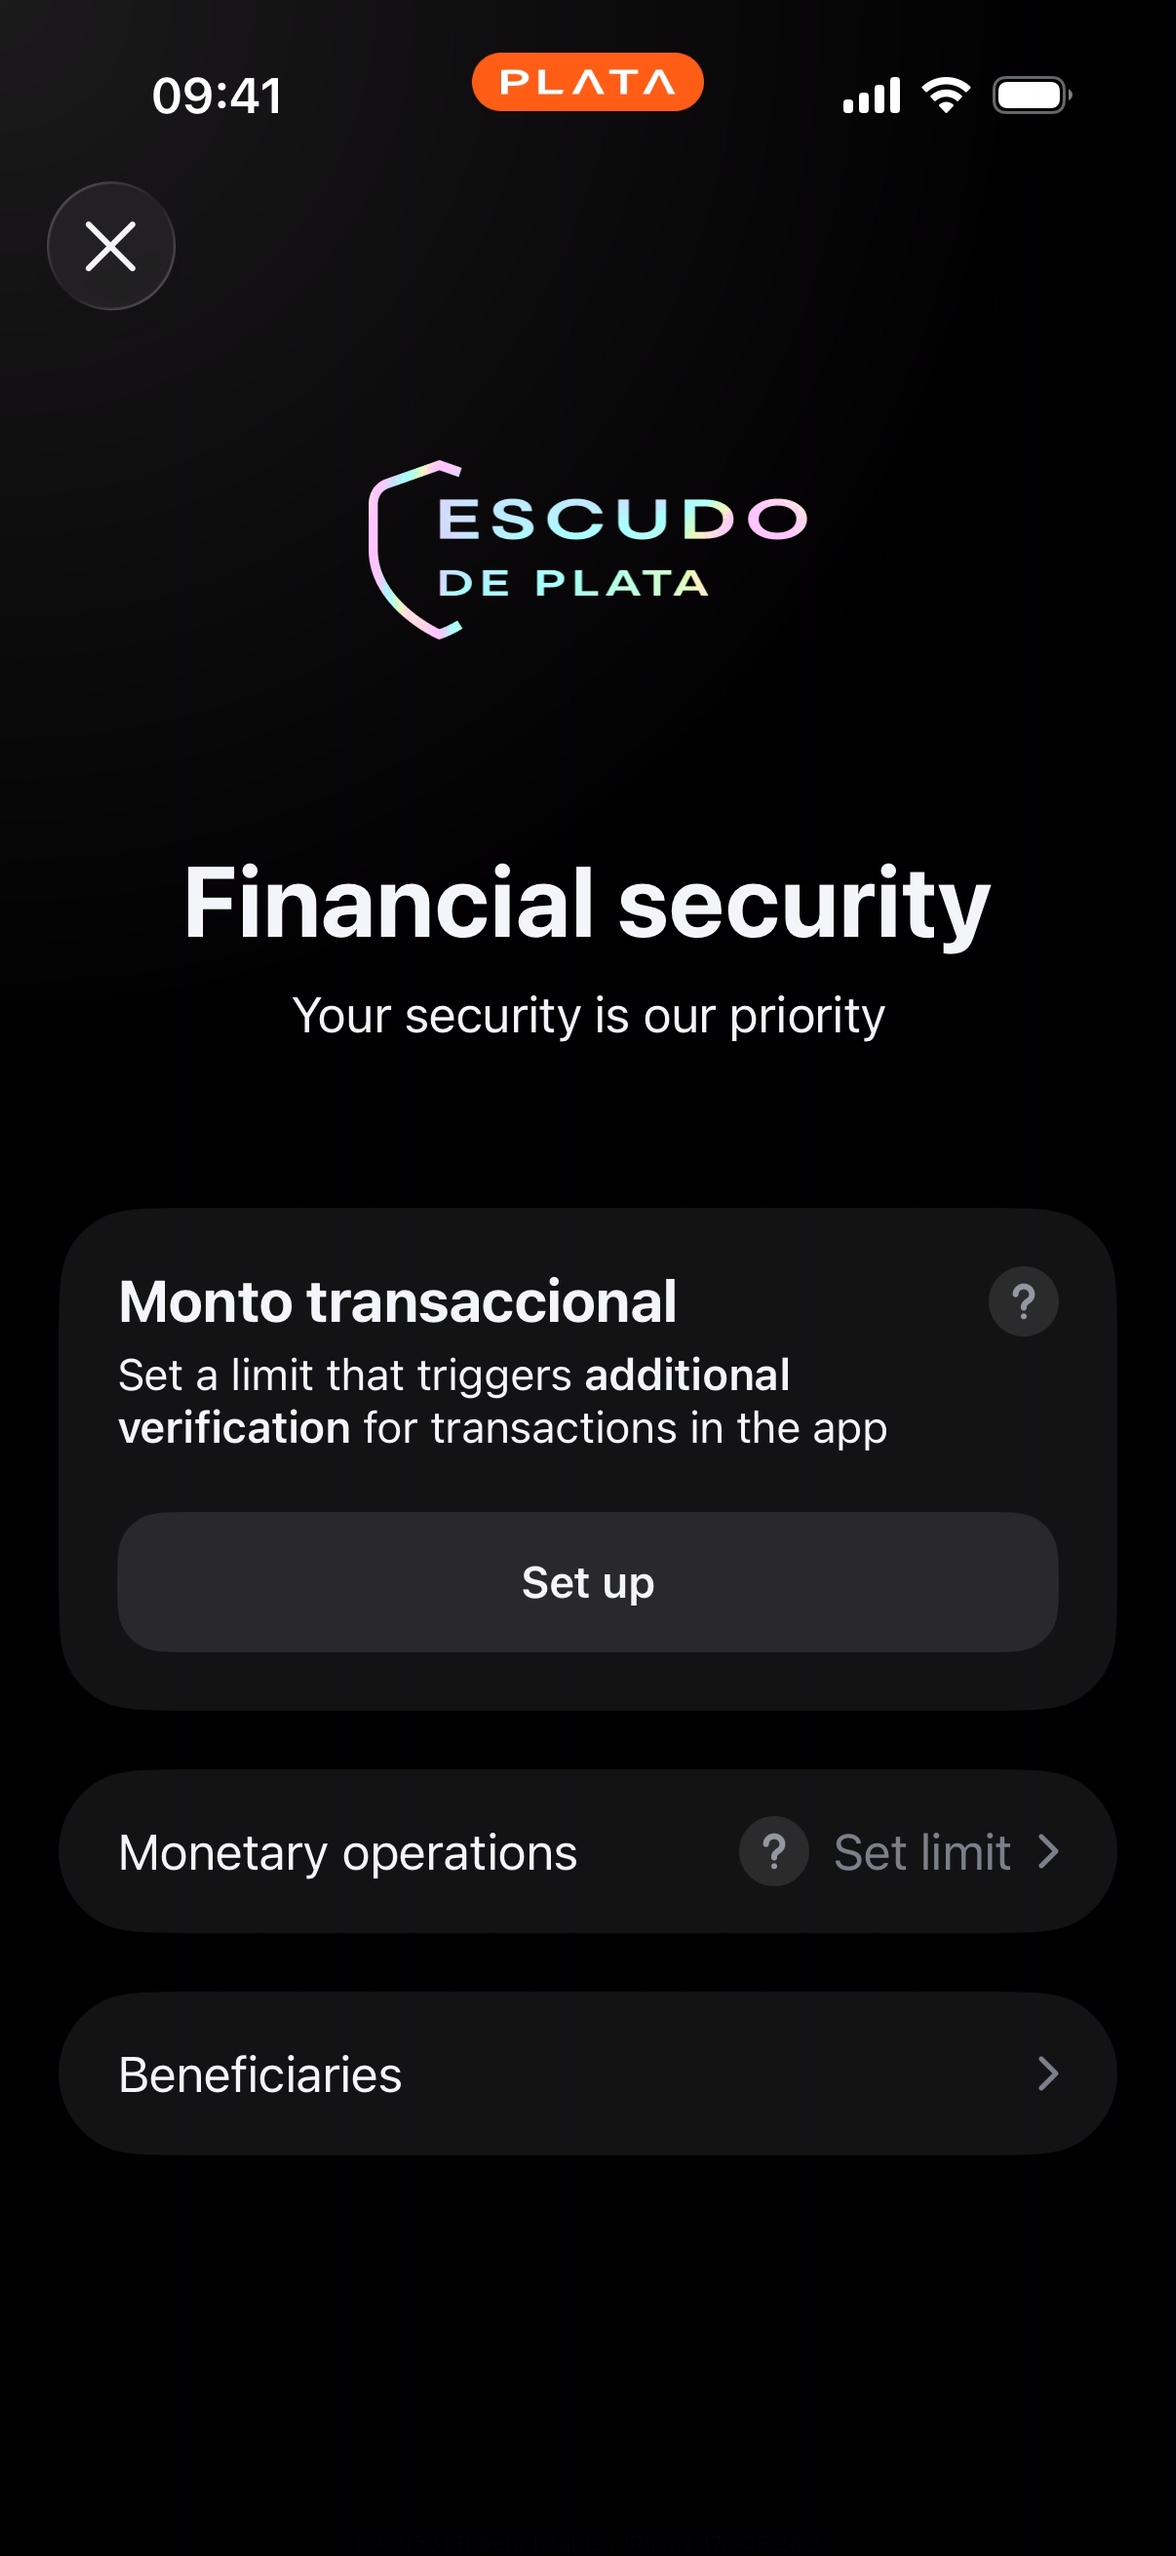 09:41
PLATA
ESCUDO
DE PLATA
Financial security
Your security is our priority
Monto transaccional
?
Set a limit that triggers additional
verification for transactions in the app
Set up
Monetary operations ? Set limit
Beneficiaries